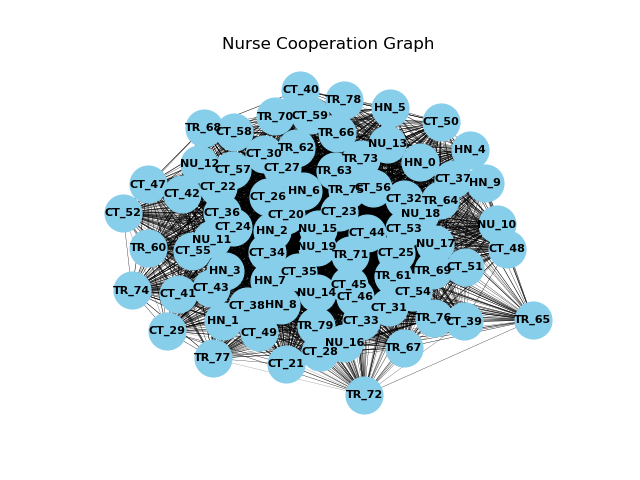 Nurse Cooperation Graph
CT_40
TR_78
HN_5
TR_70
CT_59
CT_50
TR_68
CT_58
TR_66
NU_13
HN_4
TR_62
CT_30
TR_73
NU_12
HN_0
CT_57
CT_27
TR_63
CT_37
HN_9
CT_47
CT_42
CT_22
HN_6
TR_75
CT_56
CT_26
CT_32
TR_64
CT_52
CT_36
CT_20
CT_23
NU_18
CT_24
HN_2
NU_15
CT_44
CT_53
NU_10
TR_60
CT_55
NU_11
NU_19
NU_17
CT_48
CT_34
TR_71
CT_25
HN_3
CT_35
TR_61
TR_69
CT_51
TR_74
CT_41
CT_43
HN_7
NU_14
CT_45
CT_46
CT_54
CT_38
HN_8
CT_31
HN_1
CT_33
TR_76
CT_39
TR_65
CT_29
CT_49
TR_79
NU_16
TR_67
TR_77
CT_28
CT_21
TR_72